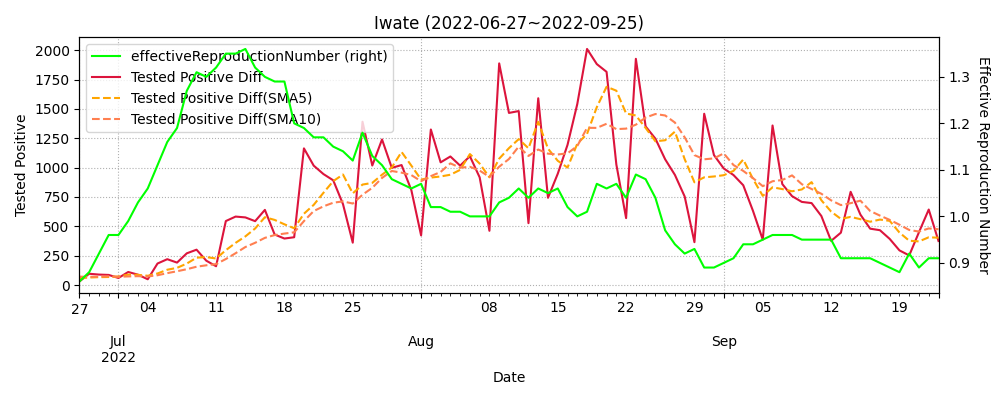 Iwate (2022-06-27~2022-09-25)
effectiveReproductionNumber (right)
Tested Positive Diff
Tested Positive Diff(SMA5)
Tested Positive Diff(SMA10)
Tested Positive
2000
1750
1500
1250
1000
750
500
250
0
1.3
1.2
1.1
1.0
0.9
Effective Reproduction Number
27 04 11 18 25 08 15 22 29 05 12 19
Jul Aug Sep
2022
Date